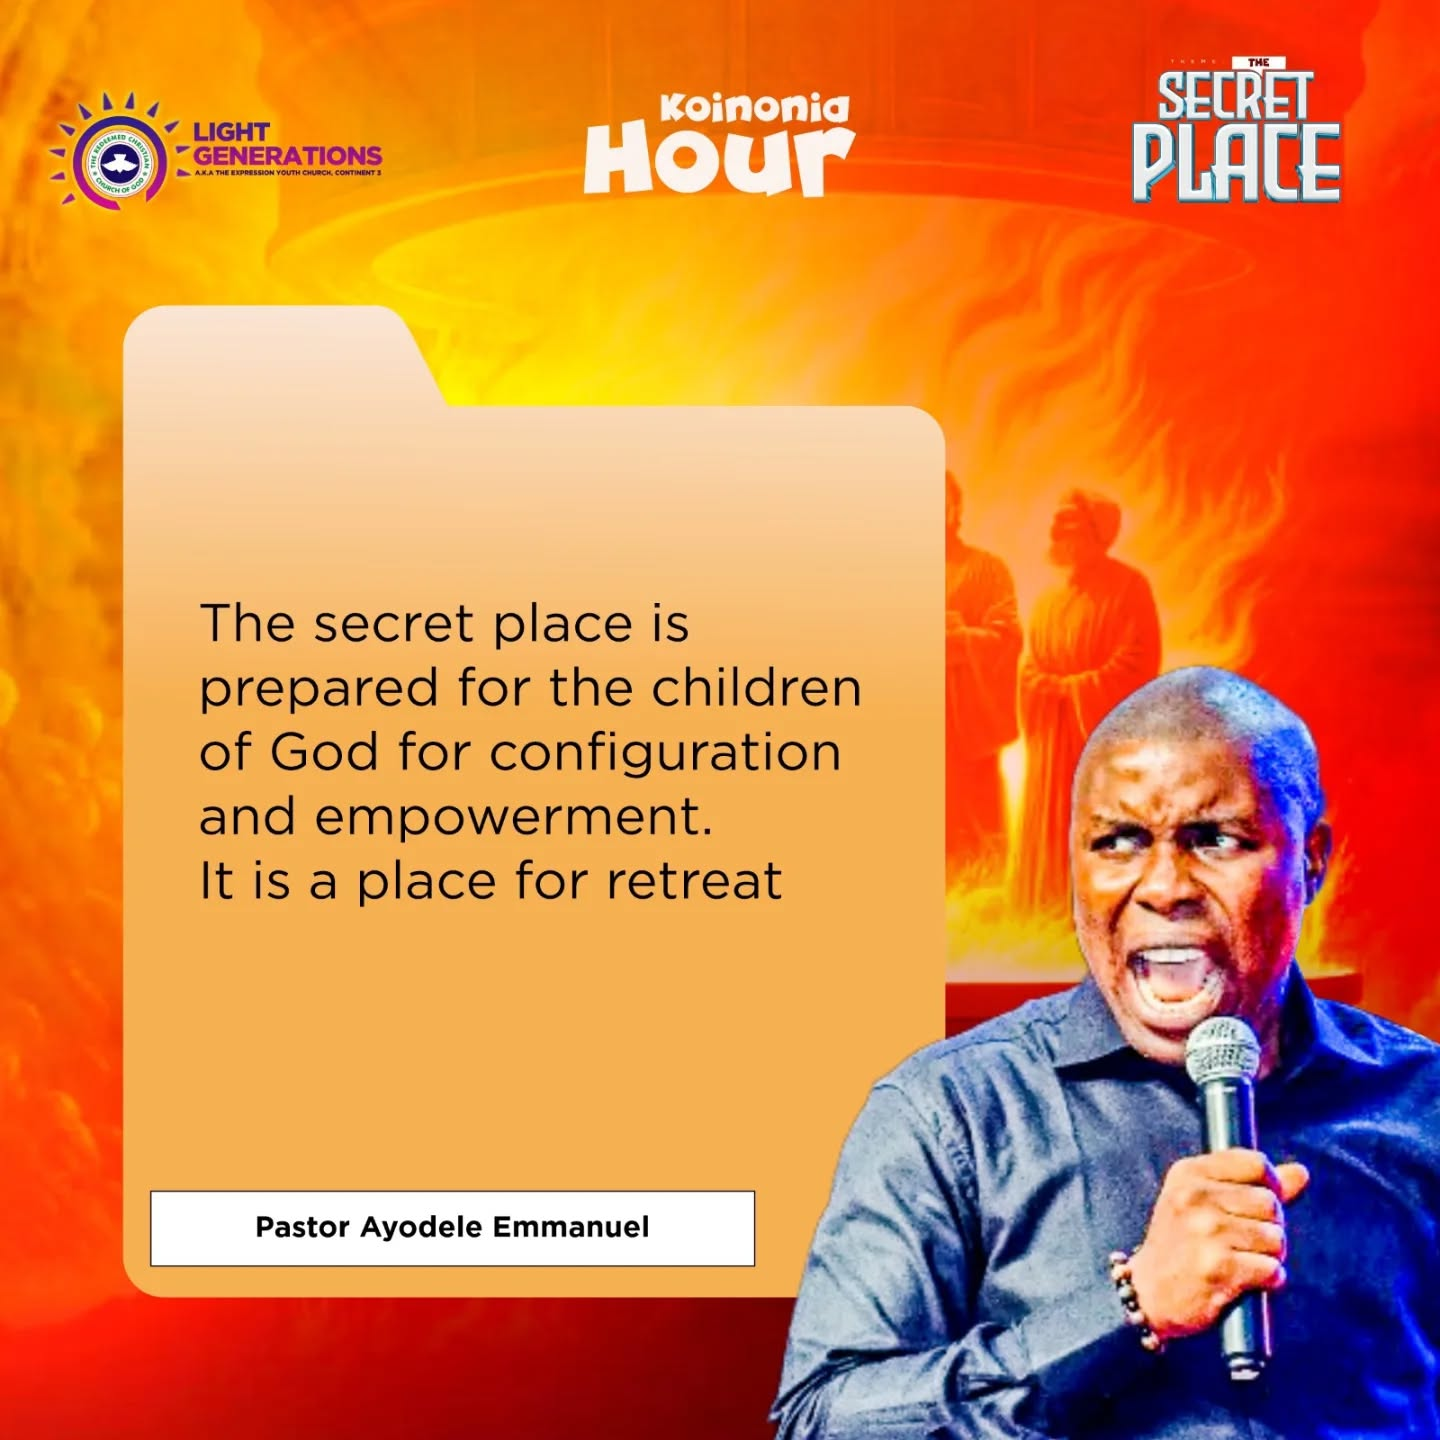 LIGHT
GENERATIONS
A.K.A THE EXPRESSION YOUTH CHURCH, CONTINENT 3
THE REDEEMED CHRISTIAN
CHURCH OF GOD
Koinonia
Hour
THEME:
THE
SECRET
PLACE
The secret place is
prepared for the children
of God for configuration
and empowerment.
It is a place for retreat
Pastor Ayodele Emmanuel